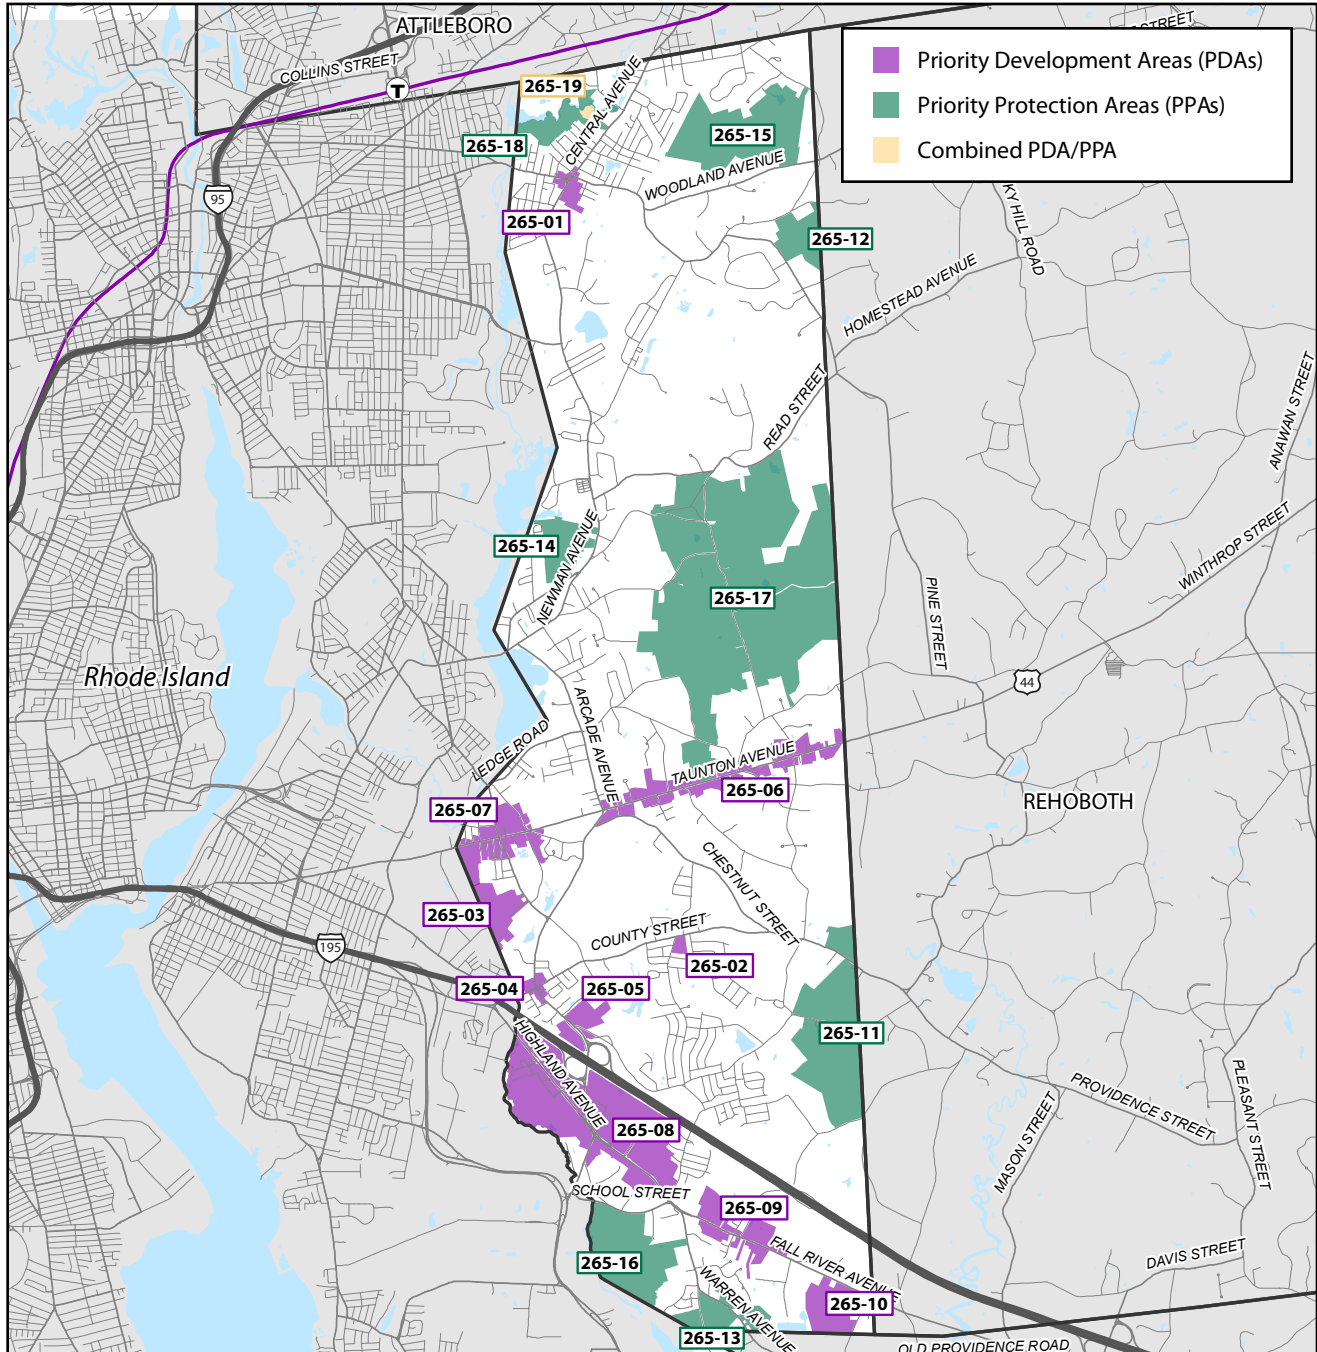 ATTLEBORO
STREET
COLLINS STREET
Priority Development Areas (PDAs)
Priority Protection Areas (PPAs)
Combined PDA/PPA
T
265-19
CENTRAL AVENUE
265-18
265-15
WOODLAND AVENUE
95
265-01
265-12
KY HILL ROAD
HOMESTEAD AVENUE
READ STREET
ANAWAN STREET
265-14
NEWMAN AVENUE
WINTHROP STREET
265-17
PINE STREET
Rhode Island
44
ARCADE AVENUE
LEDGE ROAD
TAUNTON AVENUE
265-06
265-07
REHOBOTH
CHESTNUT STREET
265-03
COUNTY STREET
195
265-02
265-04
265-05
HIGHLAND AVENUE
265-11
PROVIDENCE STREET
PLEASANT STREET
MASON STREET
265-08
SCHOOL STREET
265-09
FALL RIVER AVENUE
DAVIS STREET
265-16
WARREN AVENUE
265-10
265-13
OLD PROVIDENCE ROAD